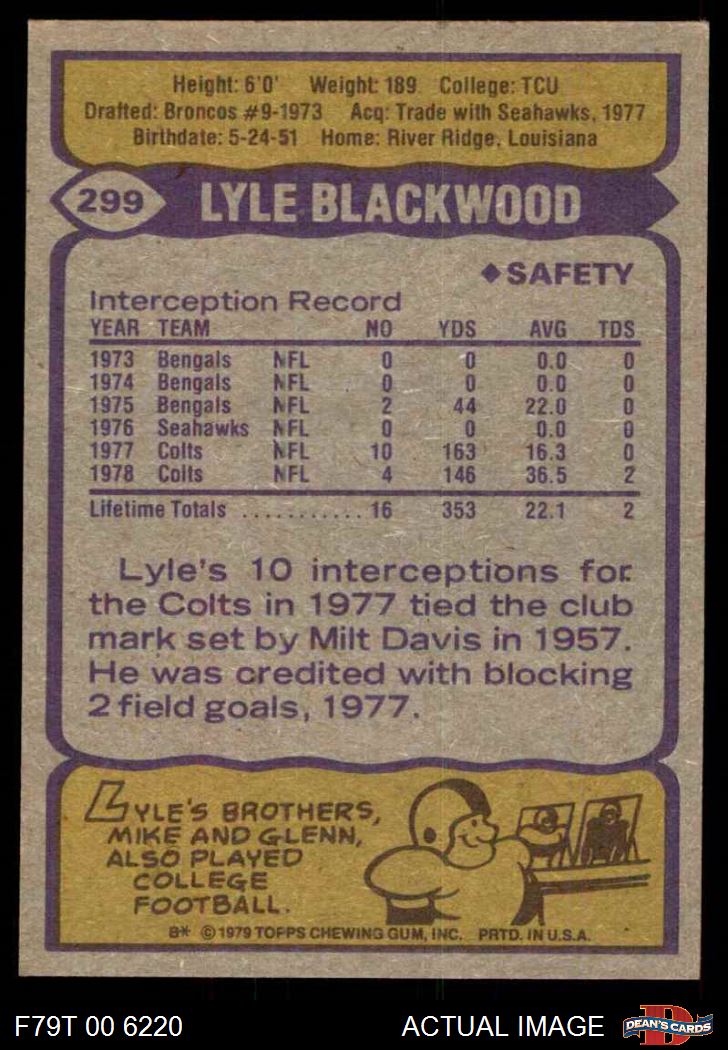 Height: 6'0' Weight: 189 College: TCU
Drafted: Broncos #9-1973 Acq: Trade with Seahawks, 1977
Birthdate: 5-24-51 Home: River Ridge, Louisiana
299 LYLE BLACKWOOD
◆SAFETY
Interception Record
YEAR TEAM NO YDS AVG TDS
1973 Bengals NFL 0 0 0.0 0
1974 Bengals NFL 0 0 0.0 0
1975 Bengals NFL 2 44 22.0 0
1976 Seahawks NFL 0 0 0.0 0
1977 Colts NFL 10 163 16.3 0
1978 Colts NFL 4 146 36.5 2
Lifetime Totals ........... 16 353 22.1 2
Lyle's 10 interceptions for
the Colts in 1977 tied the club
mark set by Milt Davis in 1957.
He was credited with blocking
2 field goals, 1977.
LYLE'S BROTHERS,
MIKE AND GLENN,
ALSO PLAYED
COLLEGE
FOOTBALL.
B* © 1979 TOPPS CHEWING GUM, INC. PRTD. IN U.S.A.
F79T 00 6220 ACTUAL IMAGE D DEAN'S CARDS